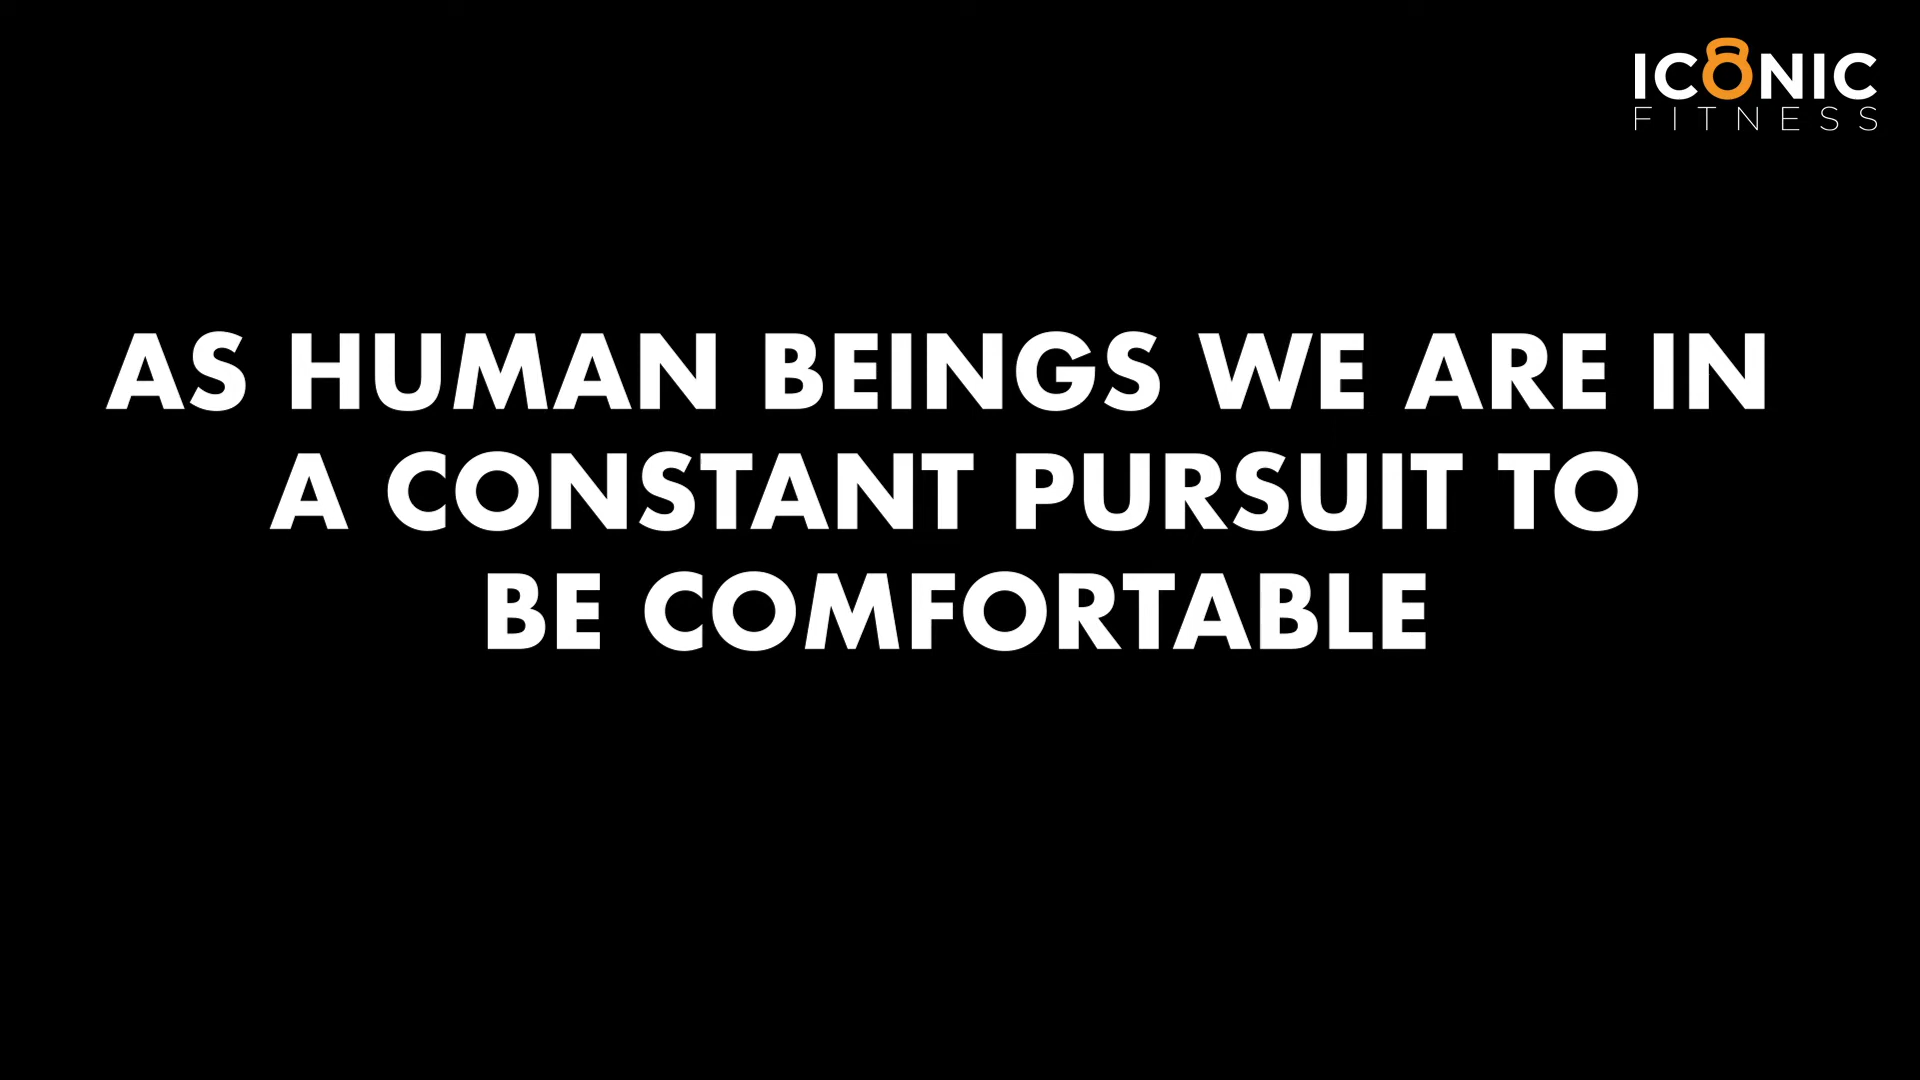 ICONIC
FITNESS
AS HUMAN BEINGS WE ARE IN
A CONSTANT PURSUIT TO
BE COMFORTABLE